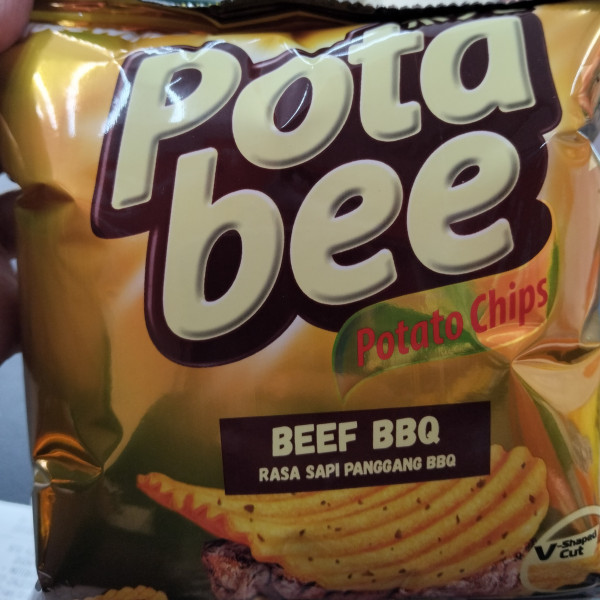 Pota
bee
Potato Chips
BEEF BBQ
RASA SAPI PANGGANG BBQ
V-Shaped
Cut